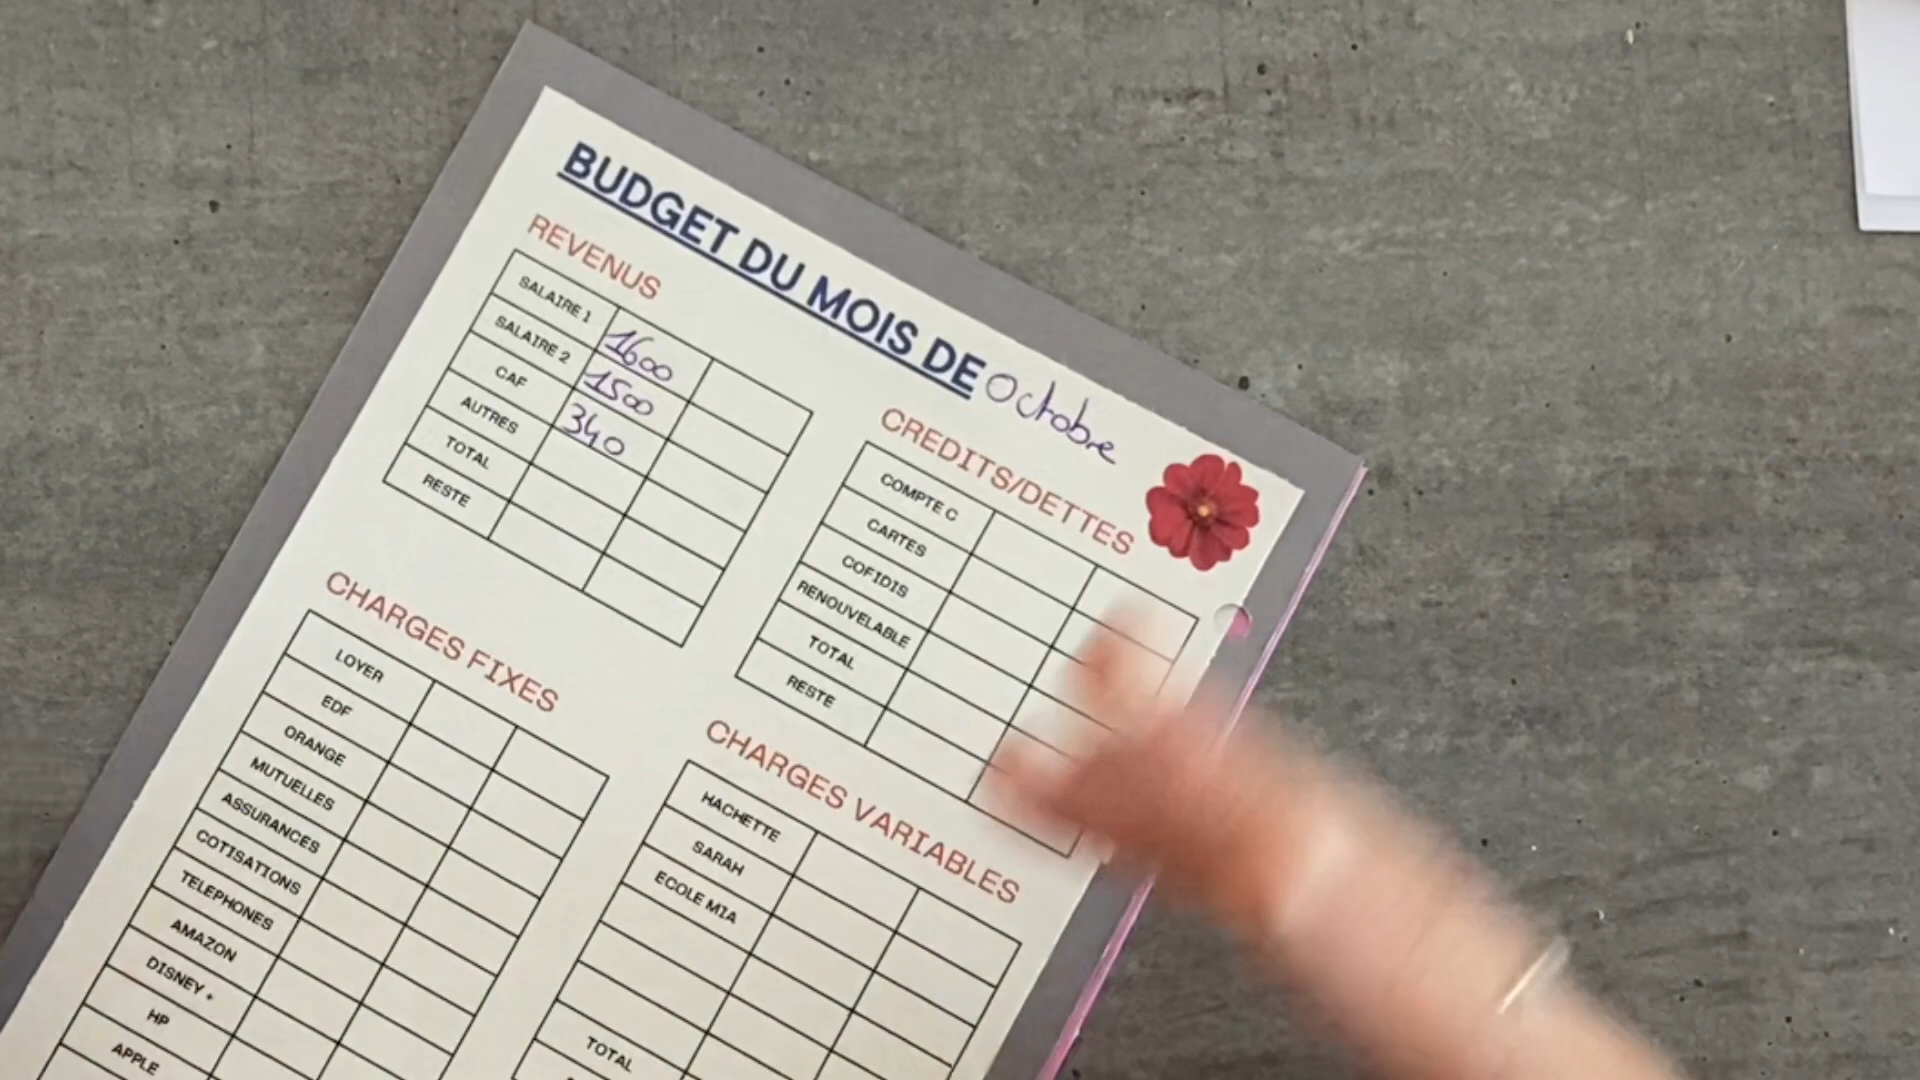 BUDGET DU MOIS DE Octobre
REVENUS
SALAIRE 1 1600
SALAIRE 2 1500
CAF 340
AUTRES
TOTAL
RESTE
CREDITS/DETTES
COMPTE C
CARTES
COFIDIS
RENOUVELABLE
TOTAL
RESTE
CHARGES FIXES
LOYER
EDF
ORANGE
MUTUELLES
ASSURANCES
COTISATIONS
TELEPHONES
AMAZON
DISNEY +
HP
APPLE
CHARGES VARIABLES
HACHETTE
SARAH
ECOLE MIA
TOTAL